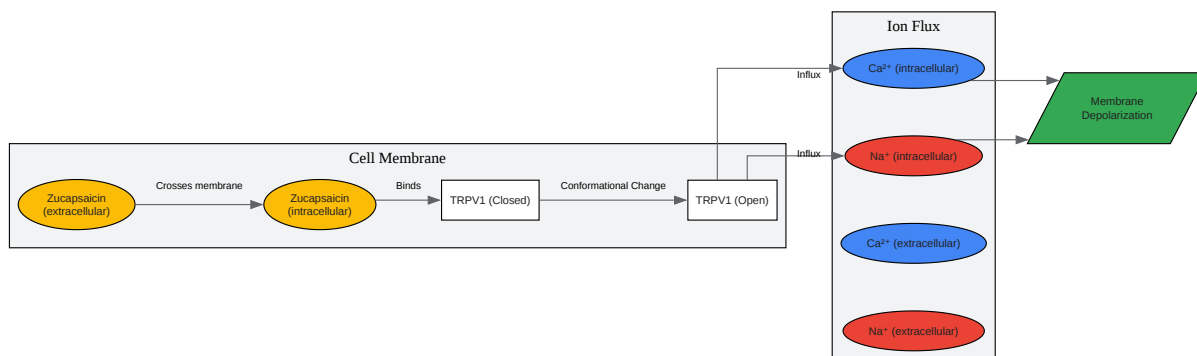 Ion Flux
Ca²⁺ (intracellular)
Influx
Membrane
Depolarization
Cell Membrane
Na⁺ (intracellular)
Influx
Zucapsaicin
(extracellular)
Crosses membrane
Zucapsaicin
(intracellular)
Binds
TRPV1 (Closed)
Conformational Change
TRPV1 (Open)
Ca²⁺ (extracellular)
Na⁺ (extracellular)